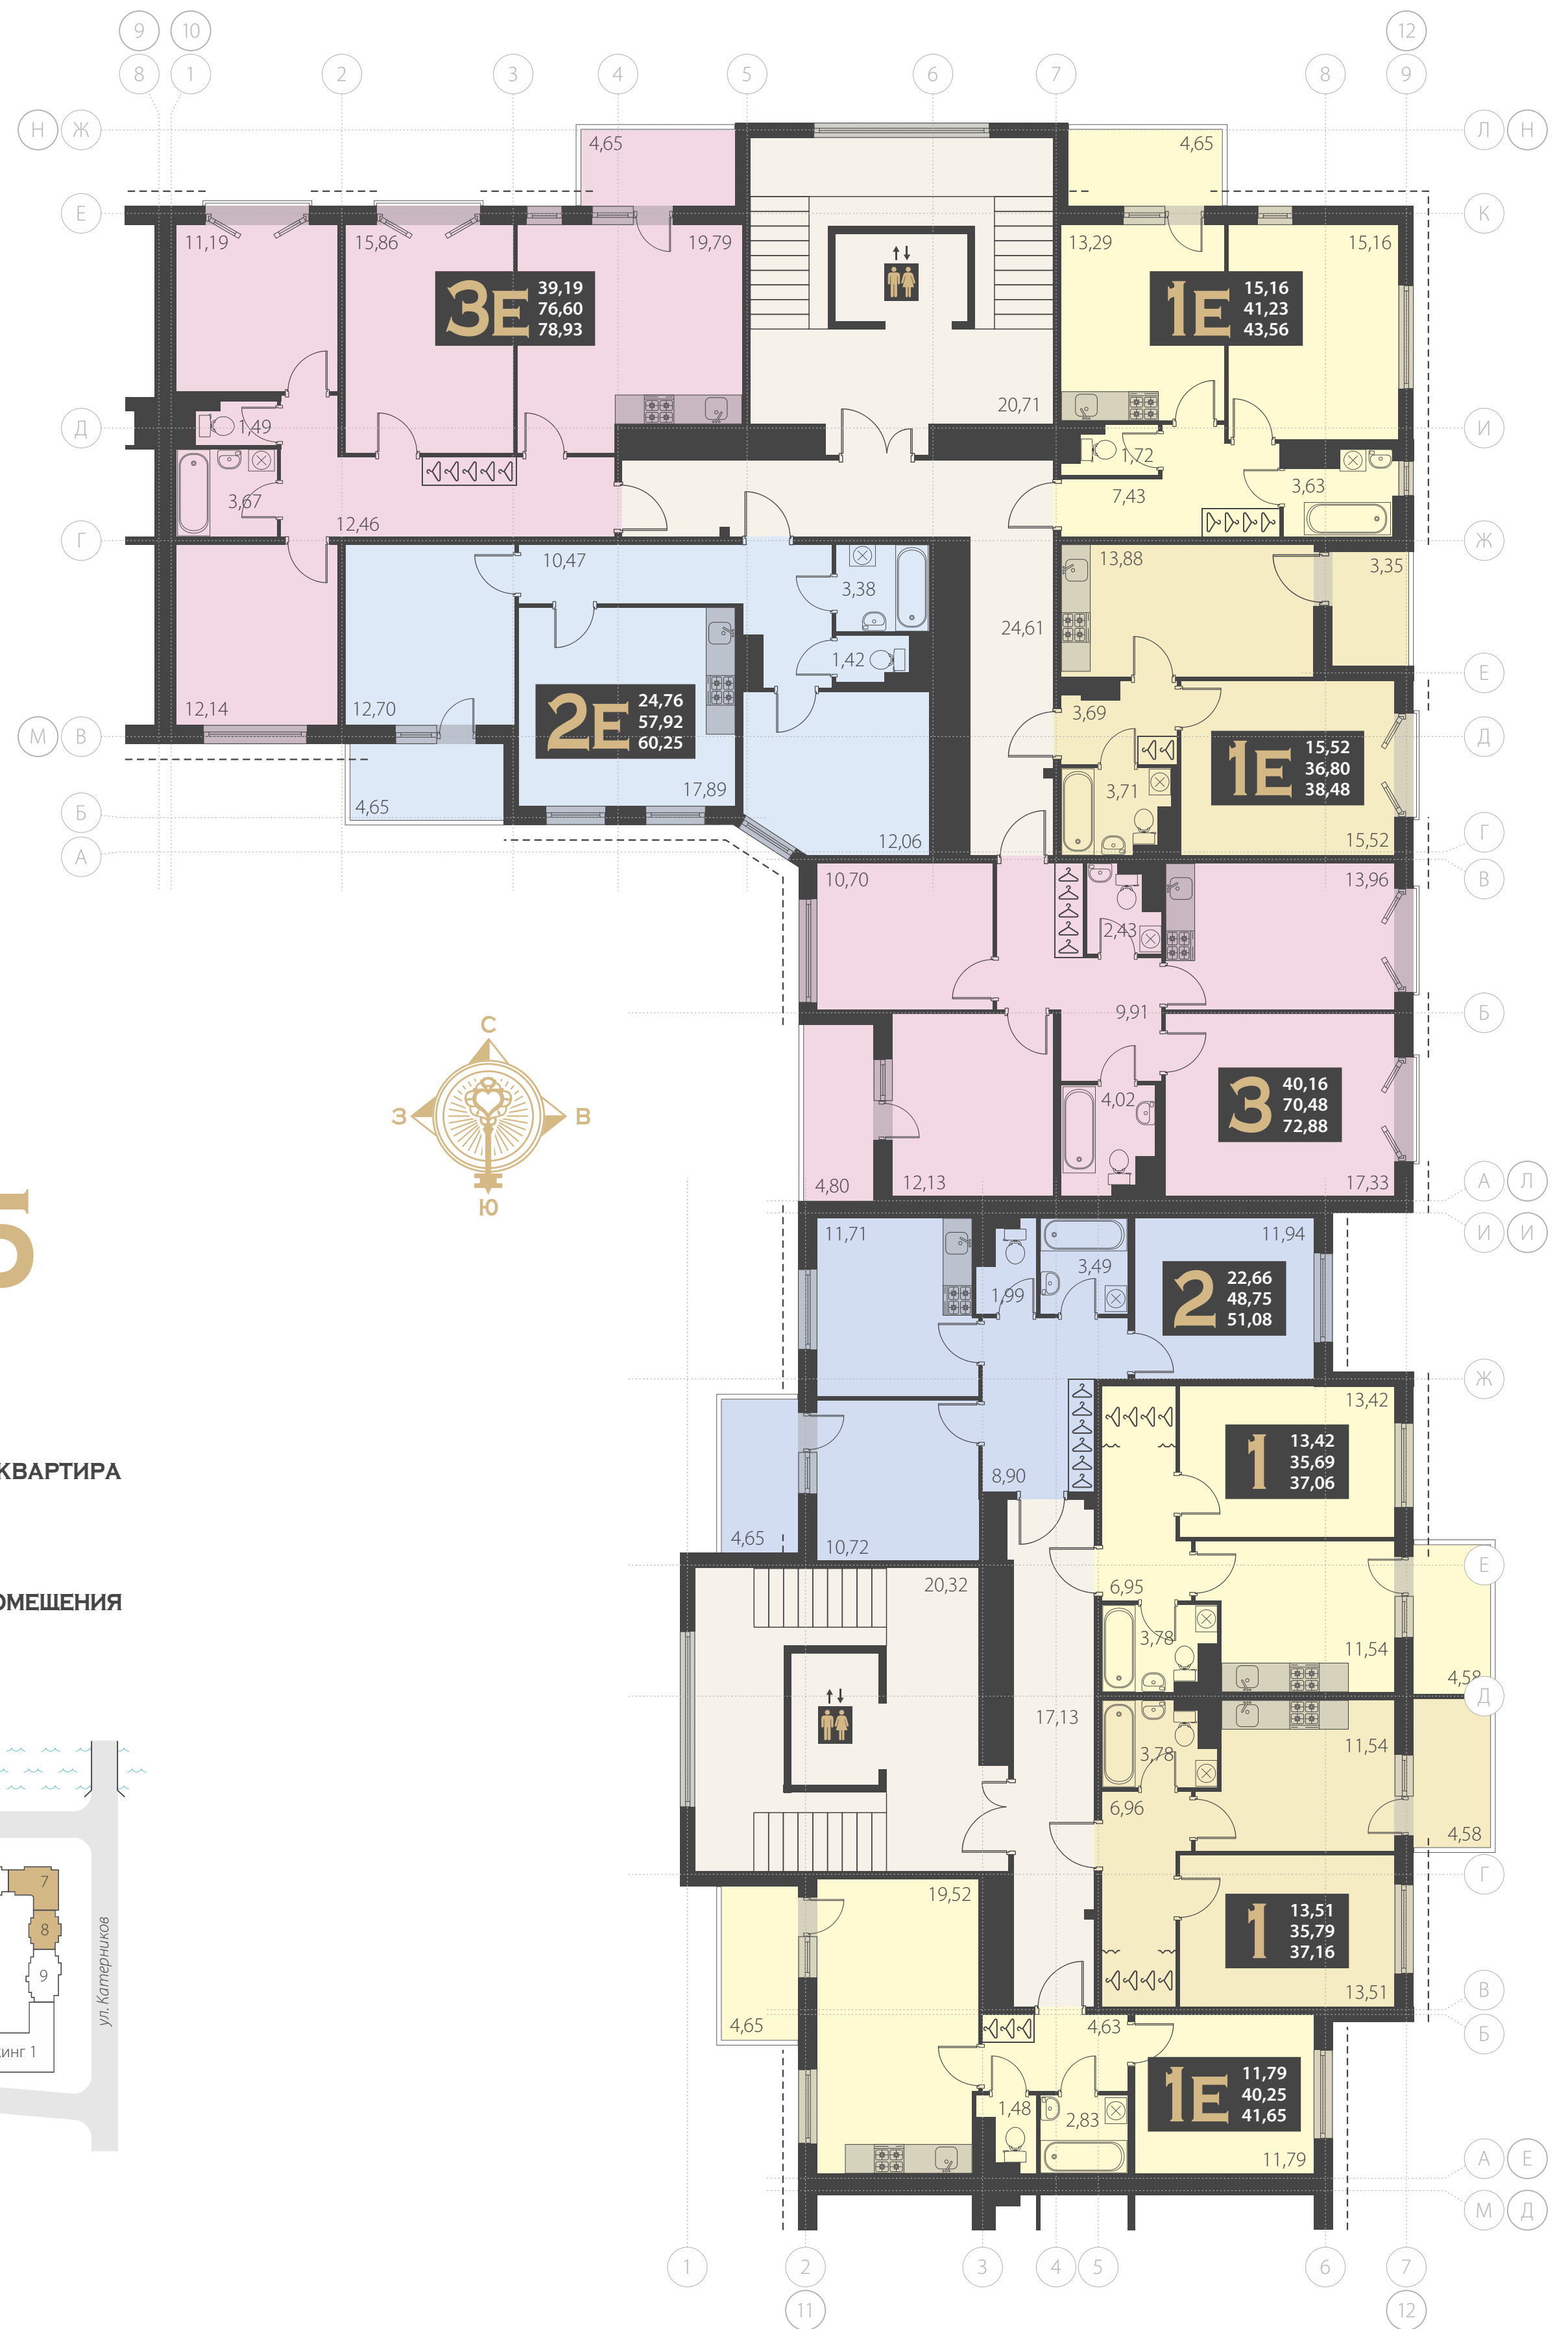 9 10 12
8 1 2 3 4 5 6 7 8 9
Н Ж Л Н
4,65 4,65
Е К
11,19 15,86 19,79 13,29 15,16
3Е
39,19
76,60
78,93
1Е
15,16
41,23
43,56
20,71
Д И
1,49 1,72
3,67 12,46 7,43 3,63
Г Ж
10,47 3,38 13,88 3,35
24,61
1,42
Е
12,14 12,70
2Е
24,76
57,92
60,25
17,89
3,69
М В Д
1Е
15,52
36,80
38,48
3,71
4,65 12,06 15,52
Б Г
А В
10,70 2,43 13,96
9,91 Б
4,02
3
40,16
70,48
72,88
4,80 12,13 17,33
С
З В
Ю
А Л
И И
11,71 1,99 3,49 11,94
2
22,66
48,75
51,08
Ж
8,90
4,65 10,72
13,42
1
13,42
35,69
37,06
КВАРТИРА
20,32 6,95 Е
3,78 11,54 4,58
Д
17,13
3,78 11,54
6,96 4,58
Г
19,52
1
13,51
35,79
37,16
13,51
В
4,65 4,63 Б
1Е
11,79
40,25
41,65
1,48 2,83 11,79
А Е
М Д
7
8
9
ул. Катерников
1 2 3 4 5 6 7
11 12